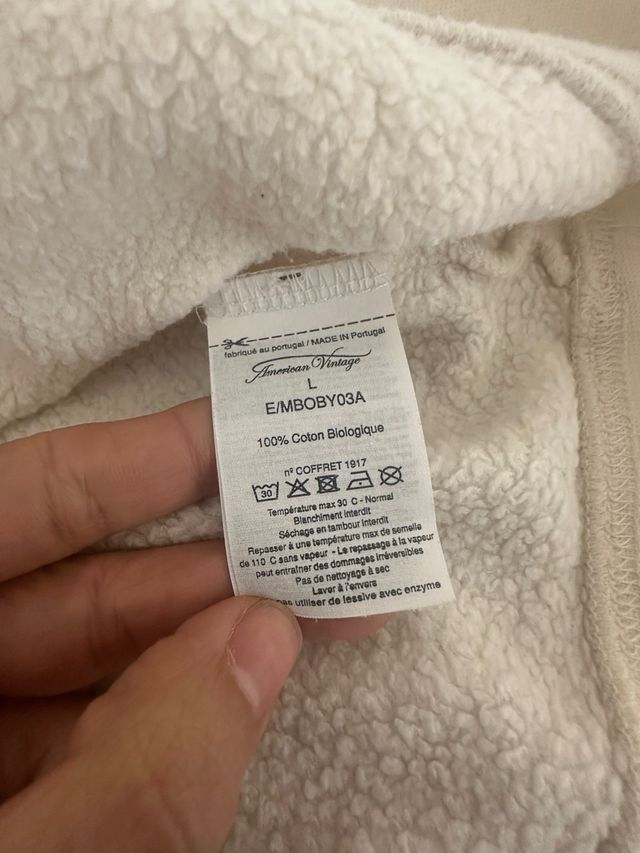 fabriqué au portugal / MADE IN Portugal
American Vintage
L
E/MBOBY03A
100% Coton Biologique
n° COFFRET 1917
30
Température max 30 C - Normal
Blanchiment interdit
Séchage en tambour interdit
Repasser à une température max de semelle
de 110 C sans vapeur - Le repassage à la vapeur
peut entraîner des dommages irréversibles
Pas de nettoyage à sec
Laver à l'envers
pas utiliser de lessive avec enzyme